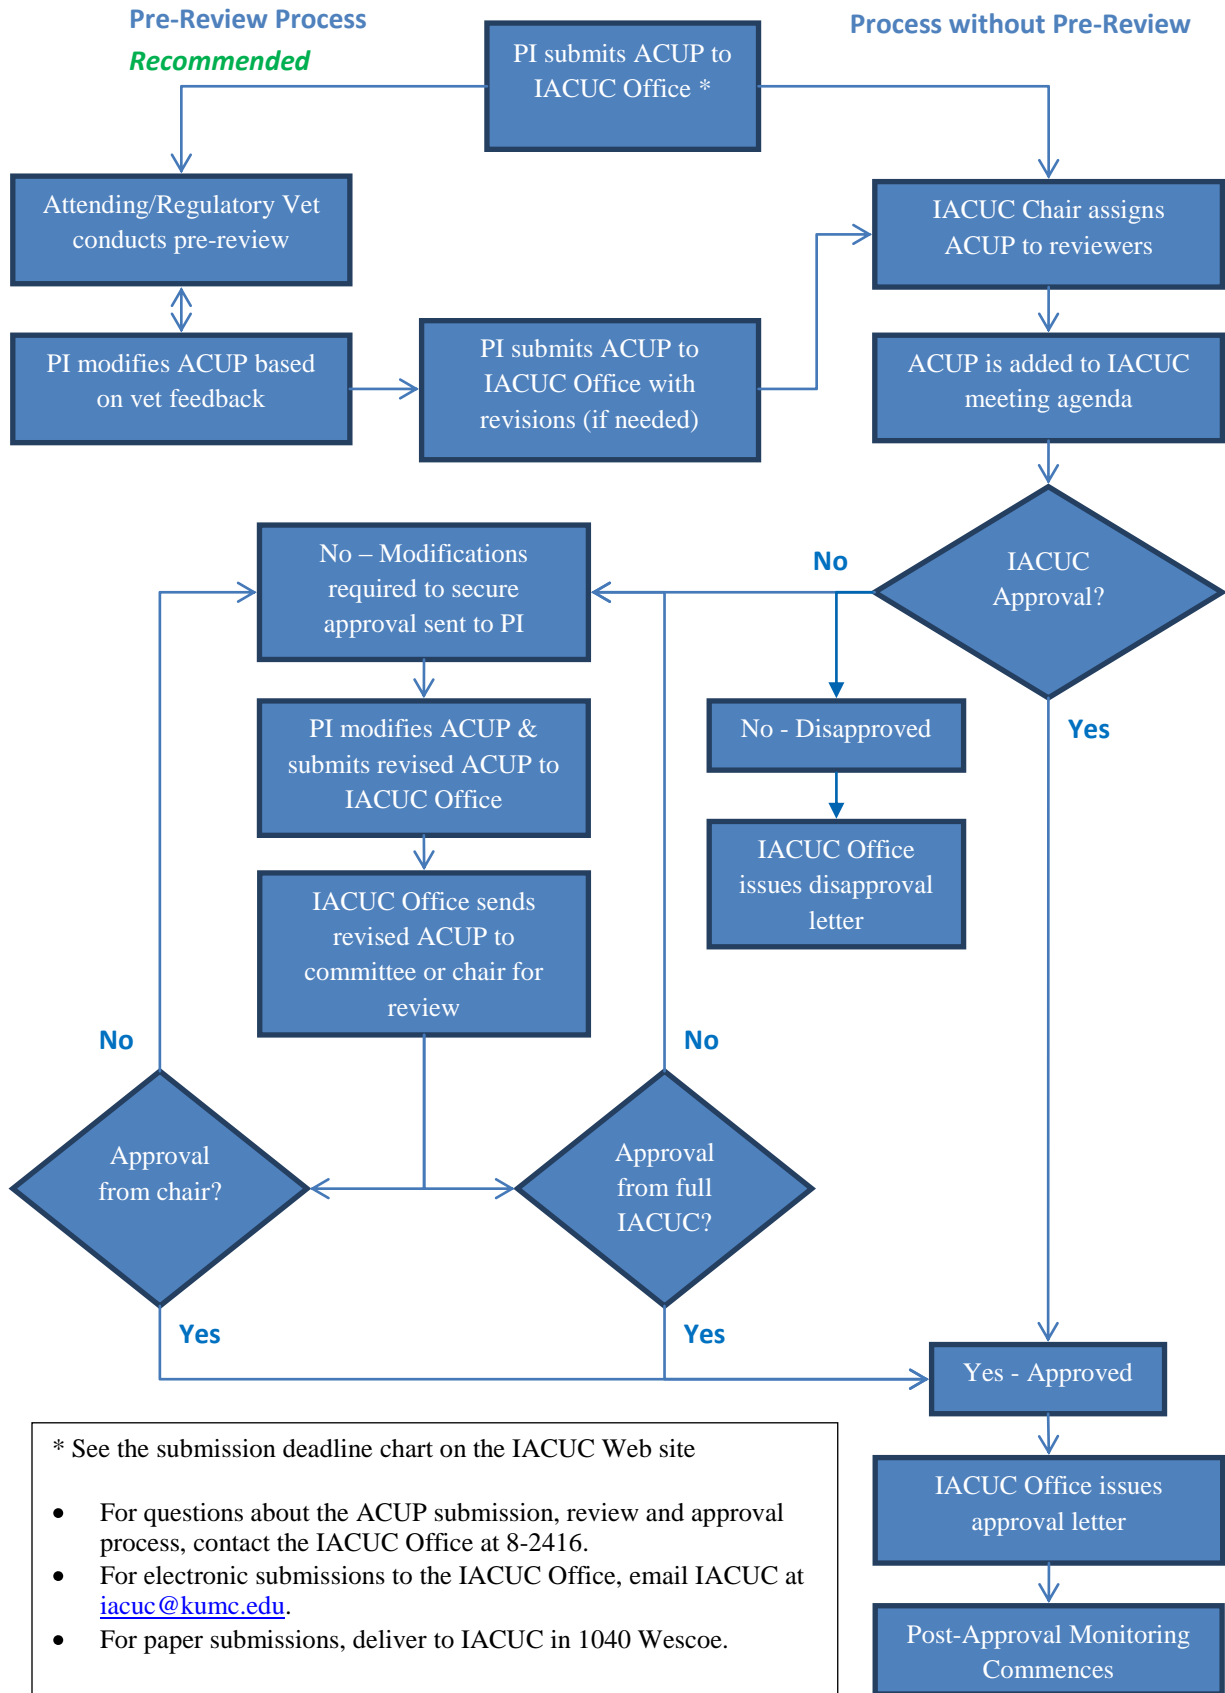 Pre-Review Process
Recommended
Process without Pre-Review
PI submits ACUP to
IACUC Office *
Attending/Regulatory Vet
conducts pre-review
IACUC Chair assigns
ACUP to reviewers
PI modifies ACUP based
on vet feedback
PI submits ACUP to
IACUC Office with
revisions (if needed)
ACUP is added to IACUC
meeting agenda
IACUC
Approval?
No
No – Modifications
required to secure
approval sent to PI
Yes
No - Disapproved
PI modifies ACUP &
submits revised ACUP to
IACUC Office
IACUC Office
issues disapproval
letter
IACUC Office sends
revised ACUP to
committee or chair for
review
No
No
Approval
from chair?
Approval
from full
IACUC?
Yes
Yes
Yes - Approved
IACUC Office issues
approval letter
Post-Approval Monitoring
Commences
* See the submission deadline chart on the IACUC Web site
• For questions about the ACUP submission, review and approval
process, contact the IACUC Office at 8-2416.
• For electronic submissions to the IACUC Office, email IACUC at
iacuc@kumc.edu.
• For paper submissions, deliver to IACUC in 1040 Wescoe.